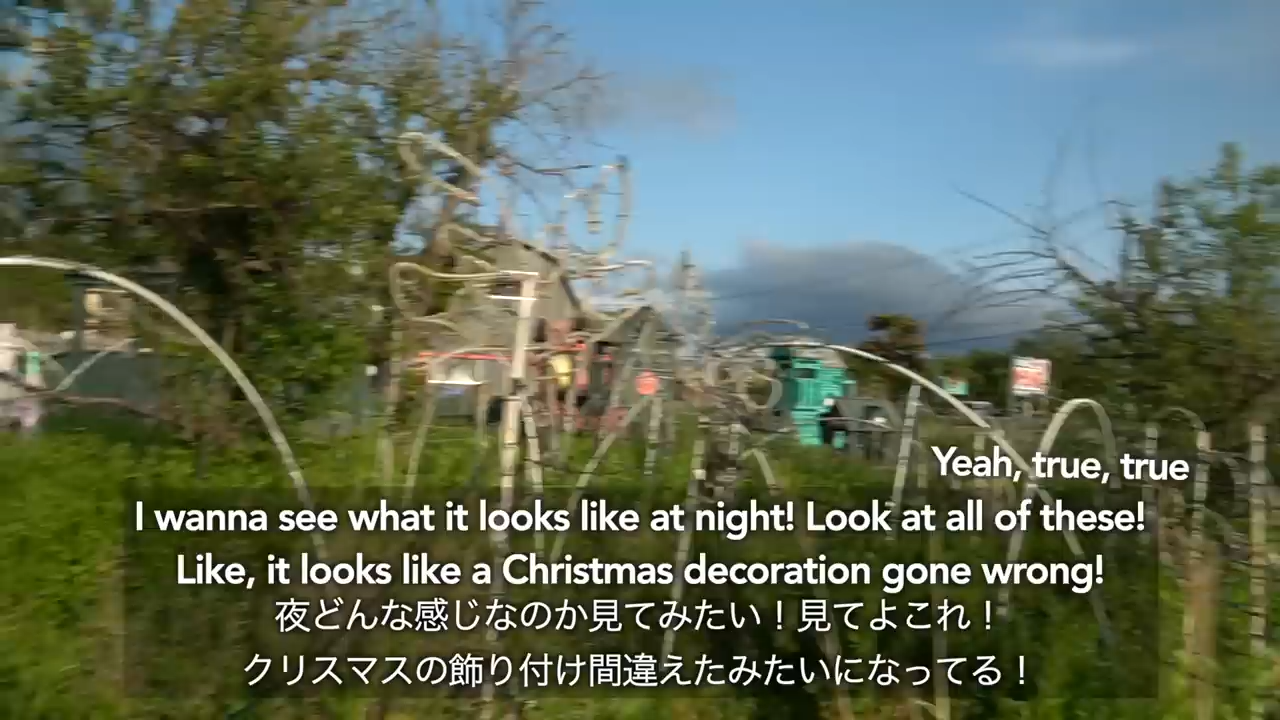 Yeah, true, true
I wanna see what it looks like at night! Look at all of these!
Like, it looks like a Christmas decoration gone wrong!
夜どんな感じなのか見てみたい！見てよこれ！
クリスマスの飾り付け間違えたみたいになってる！